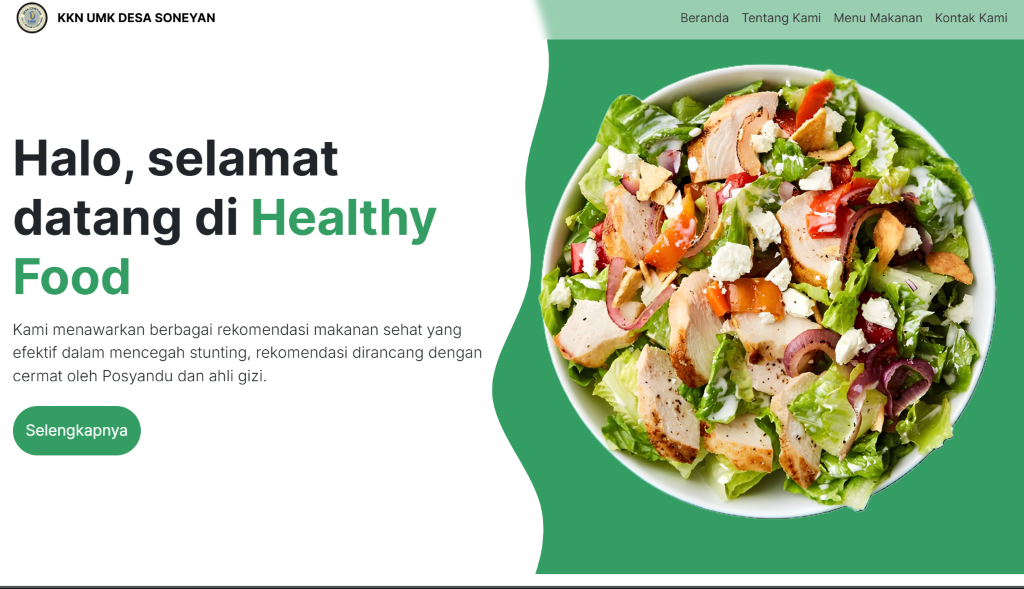 KKN UMK DESA SONEYAN
Beranda Tentang Kami Menu Makanan Kontak Kami
Halo, selamat
datang di Healthy
Food
Kami menawarkan berbagai rekomendasi makanan sehat yang
efektif dalam mencegah stunting, rekomendasi dirancang dengan
cermat oleh Posyandu dan ahli gizi.
Selengkapnya